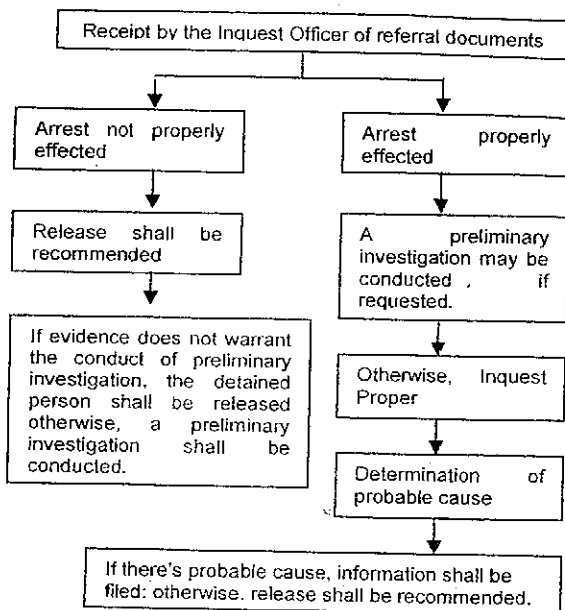 Receipt by the Inquest Officer of referral documents
Arrest not properly
effected
Release shall be
recommended
If evidence does not warrant
the conduct of preliminary
investigation, the detained
person shall be released
otherwise, a preliminary
investigation shall be
conducted.
Arrest properly
effected
A preliminary
investigation may be
conducted , if
requested.
Otherwise, Inquest
Proper
Determination of
probable cause
If there's probable cause, information shall be
filed: otherwise. release shall be recommended.